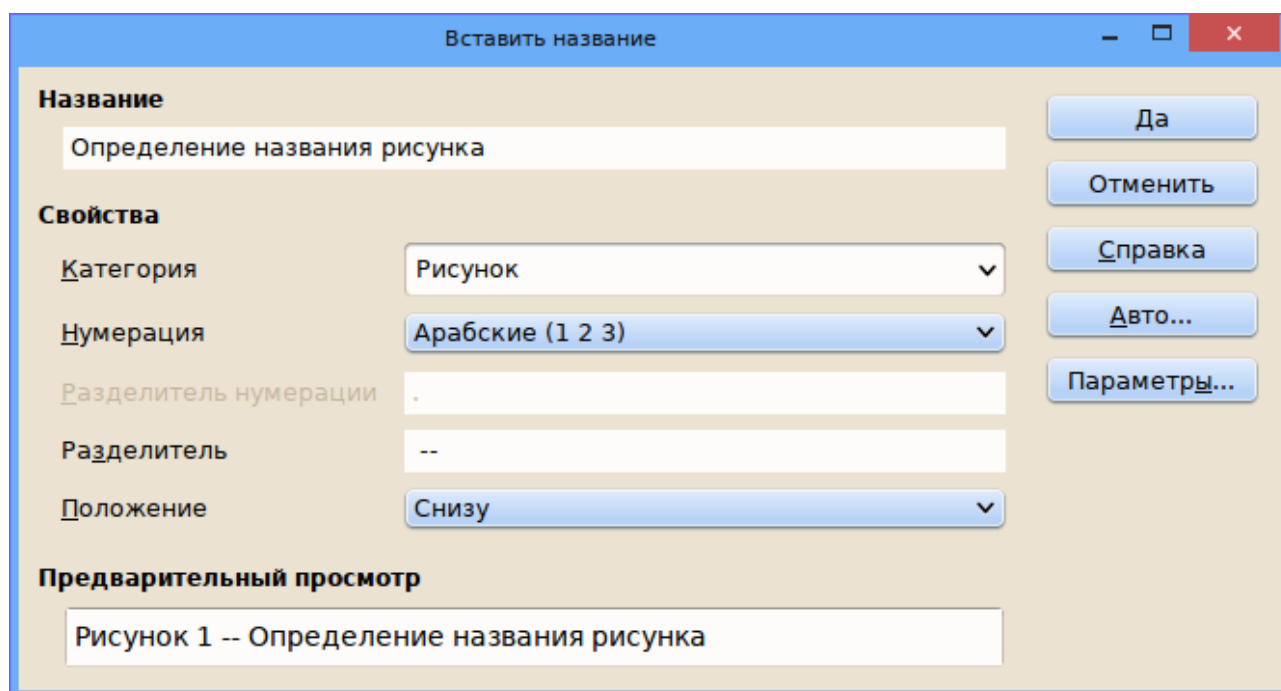 Вставить название
Название
Определение названия рисунка
Свойства
Категория Рисунок
Нумерация Арабские (1 2 3)
Разделитель нумерации .
Разделитель --
Положение Снизу
Предварительный просмотр
Рисунок 1 -- Определение названия рисунка
Да
Отменить
Справка
Авто...
Параметры...